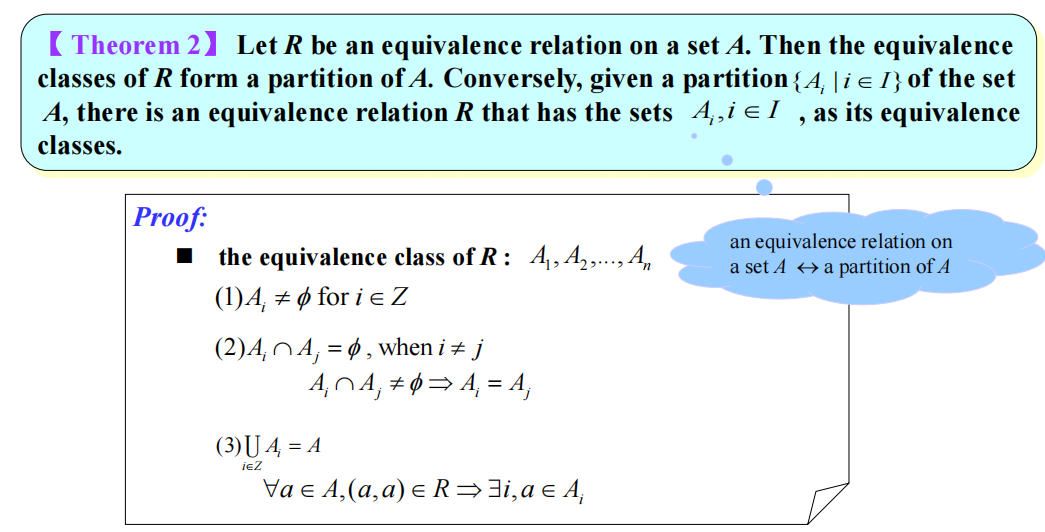 【 Theorem 2】 Let R be an equivalence relation on a set A. Then the equivalence
classes of R form a partition of A. Conversely, given a partition {A_i | i ∈ I} of the set
A, there is an equivalence relation R that has the sets A_i, i ∈ I , as its equivalence
classes.
Proof:
■ the equivalence class of R : A_1, A_2, ..., A_n
an equivalence relation on
a set A ↔ a partition of A
(1) A_i ≠ ϕ for i ∈ Z
(2) A_i ∩ A_j = ϕ , when i ≠ j
A_i ∩ A_j ≠ ϕ ⇒ A_i = A_j
(3) ⋃_{i∈Z} A_i = A
∀a ∈ A, (a, a) ∈ R ⇒ ∃i, a ∈ A_i